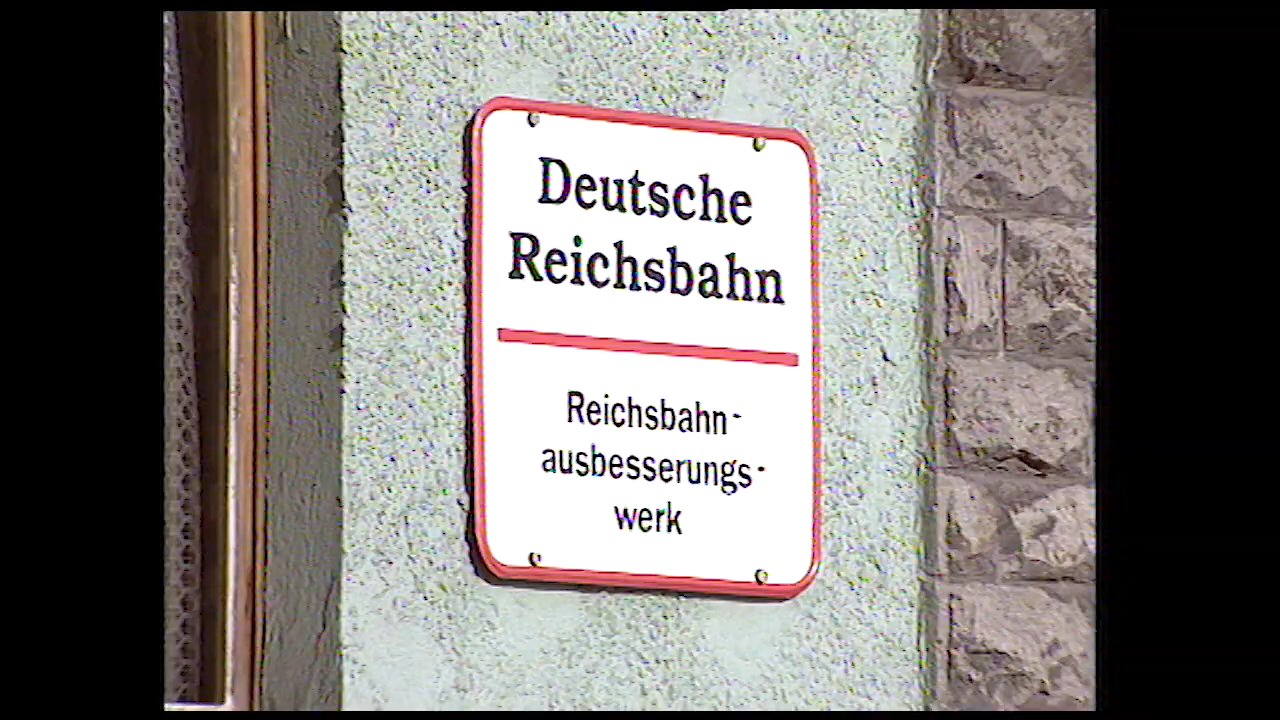 Deutsche
Reichsbahn
Reichsbahn-
ausbesserungs-
werk